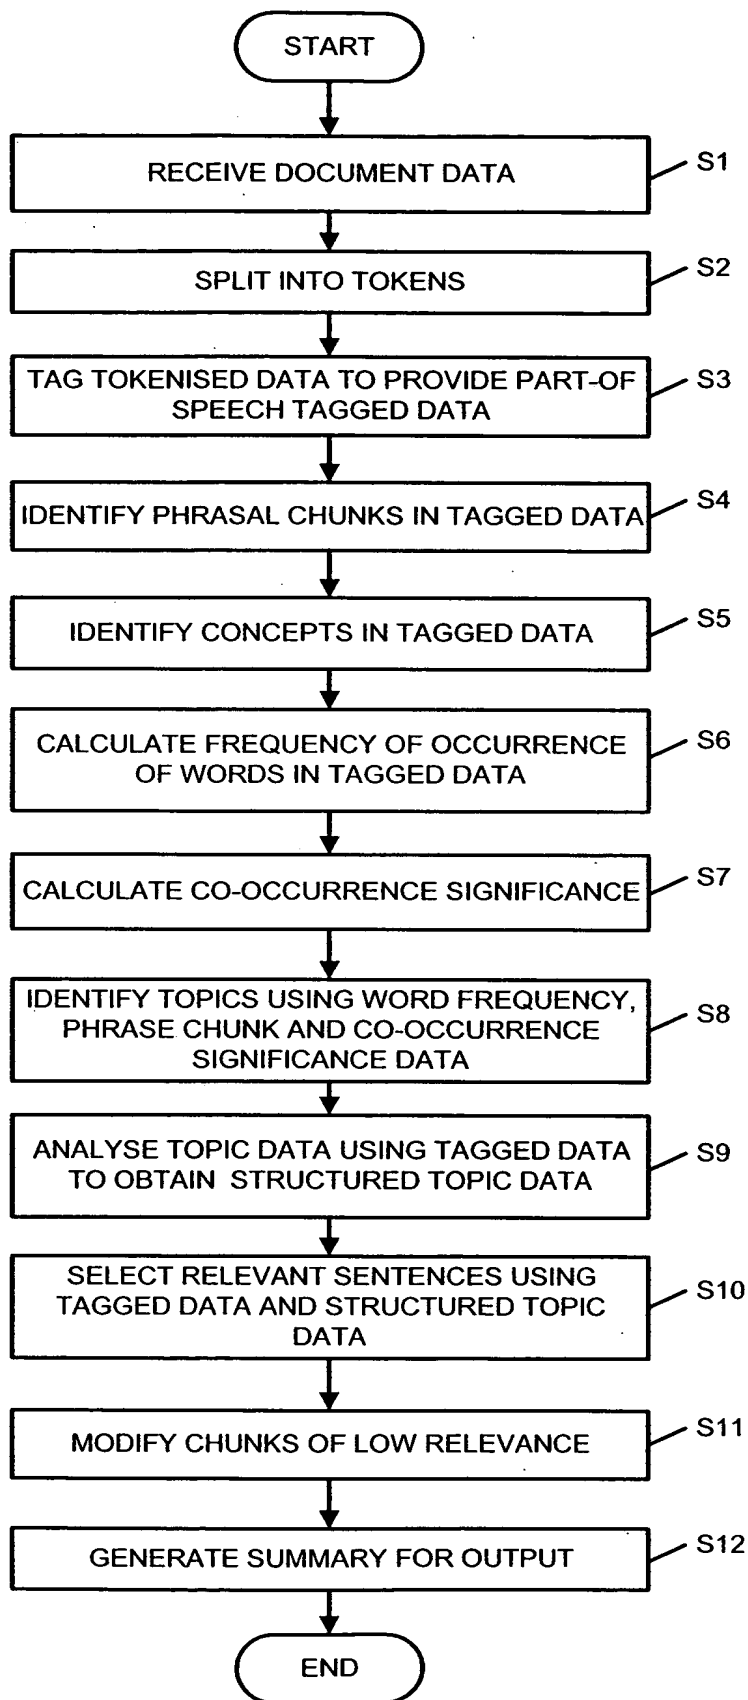 START
RECEIVE DOCUMENT DATA
S1
SPLIT INTO TOKENS
S2
TAG TOKENISED DATA TO PROVIDE PART-OF
SPEECH TAGGED DATA
S3
IDENTIFY PHRASAL CHUNKS IN TAGGED DATA
S4
IDENTIFY CONCEPTS IN TAGGED DATA
S5
CALCULATE FREQUENCY OF OCCURRENCE
OF WORDS IN TAGGED DATA
S6
CALCULATE CO-OCCURRENCE SIGNIFICANCE
S7
IDENTIFY TOPICS USING WORD FREQUENCY,
PHRASE CHUNK AND CO-OCCURRENCE
SIGNIFICANCE DATA
S8
ANALYSE TOPIC DATA USING TAGGED DATA
TO OBTAIN STRUCTURED TOPIC DATA
S9
SELECT RELEVANT SENTENCES USING
TAGGED DATA AND STRUCTURED TOPIC
DATA
S10
MODIFY CHUNKS OF LOW RELEVANCE
S11
GENERATE SUMMARY FOR OUTPUT
S12
END